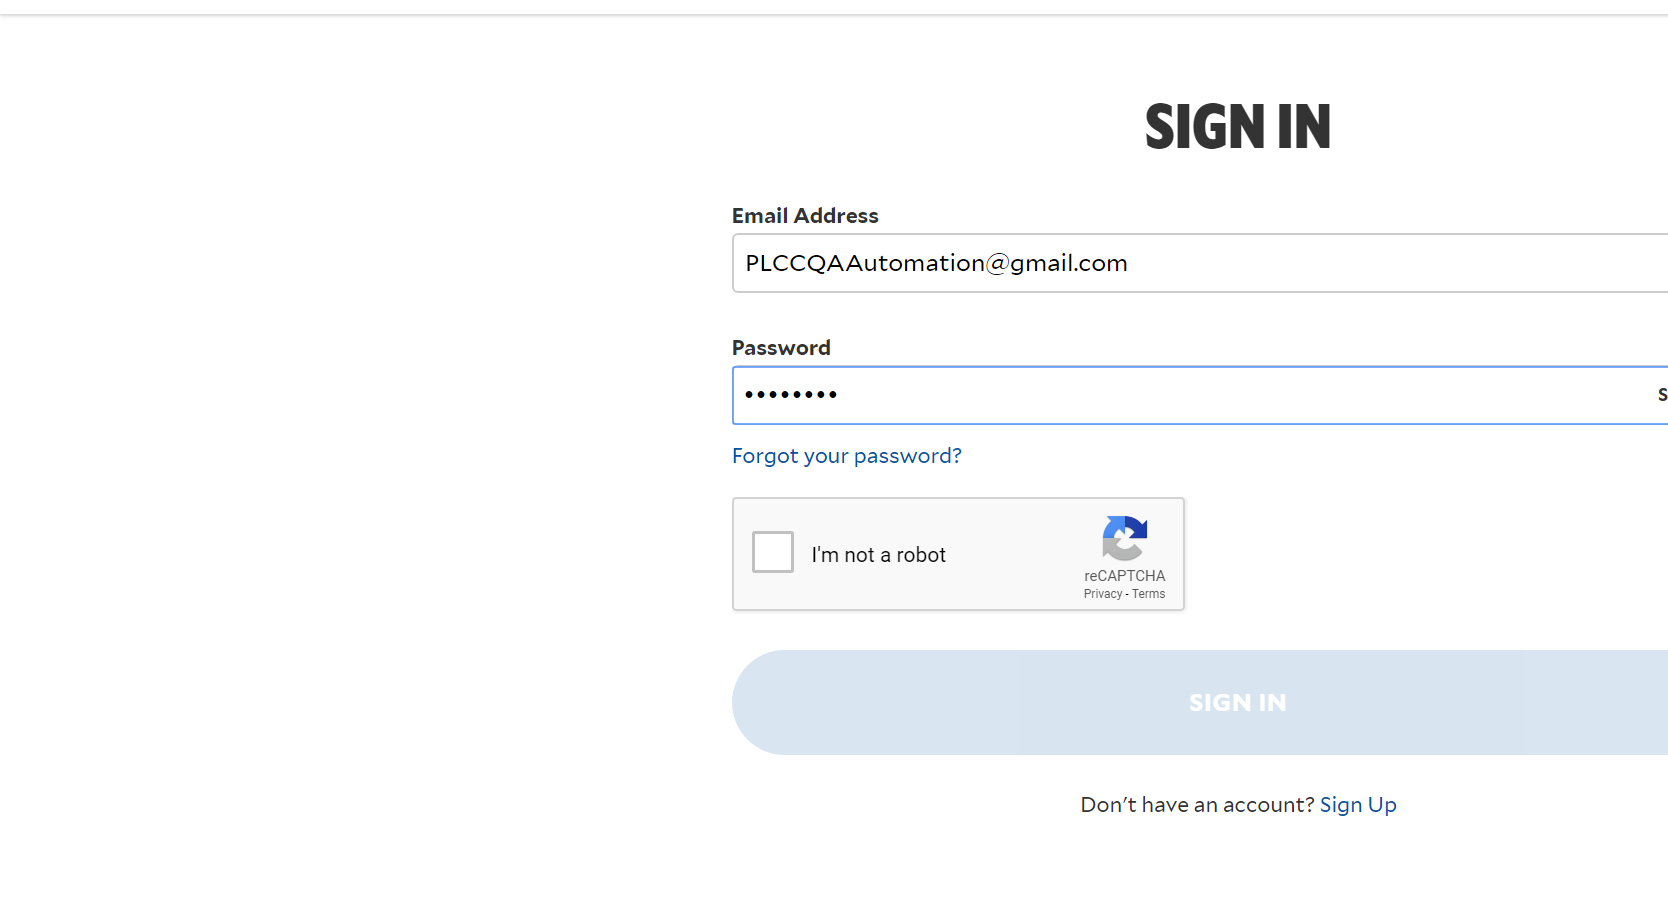 SIGN IN
Email Address
PLCCQAAutomation@gmail.com
Password
••••••••
S
Forgot your password?
I'm not a robot
reCAPTCHA
Privacy - Terms
SIGN IN
Don't have an account? Sign Up